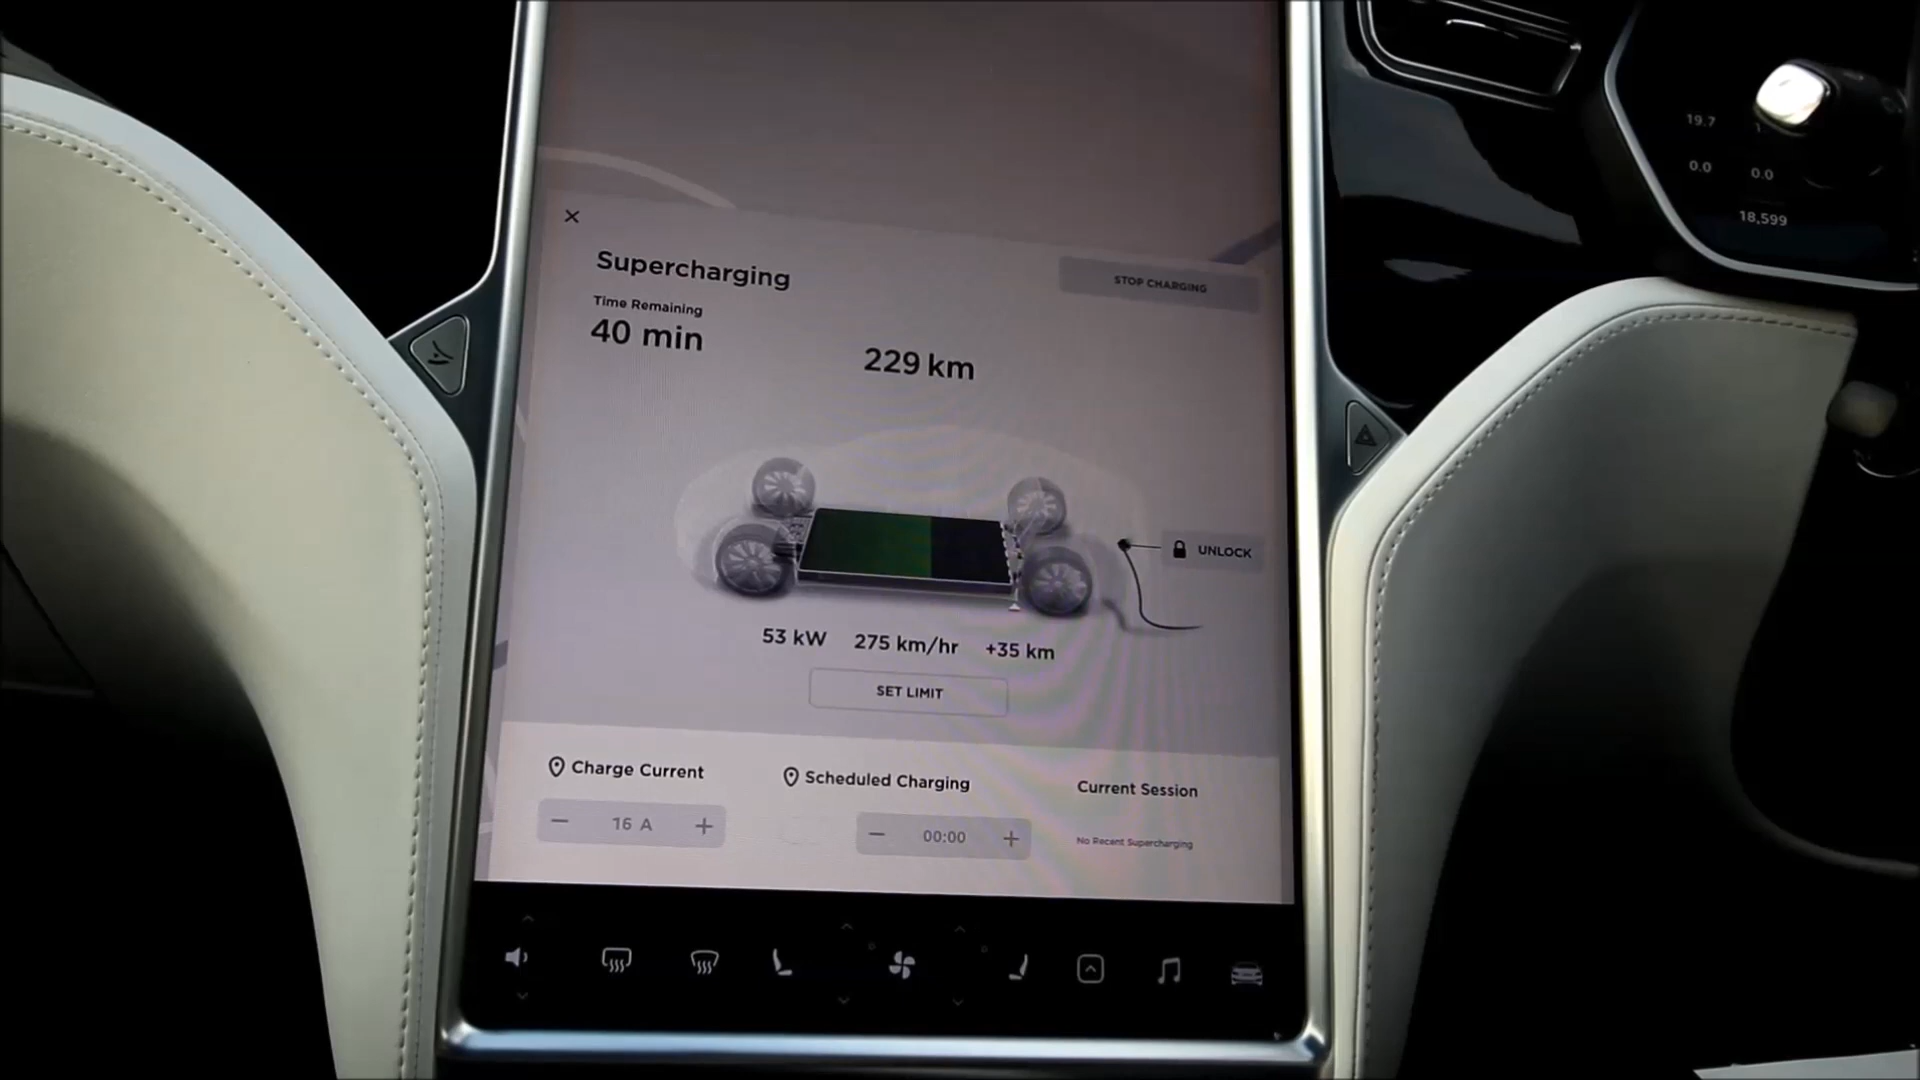 Supercharging
STOP CHARGING
Time Remaining
40 min
229 km
UNLOCK
53 kW 275 km/hr +35 km
SET LIMIT
Charge Current
16 A
Scheduled Charging
00:00
Current Session
No Recent Supercharging
19.7
0.0 0.0
18,599